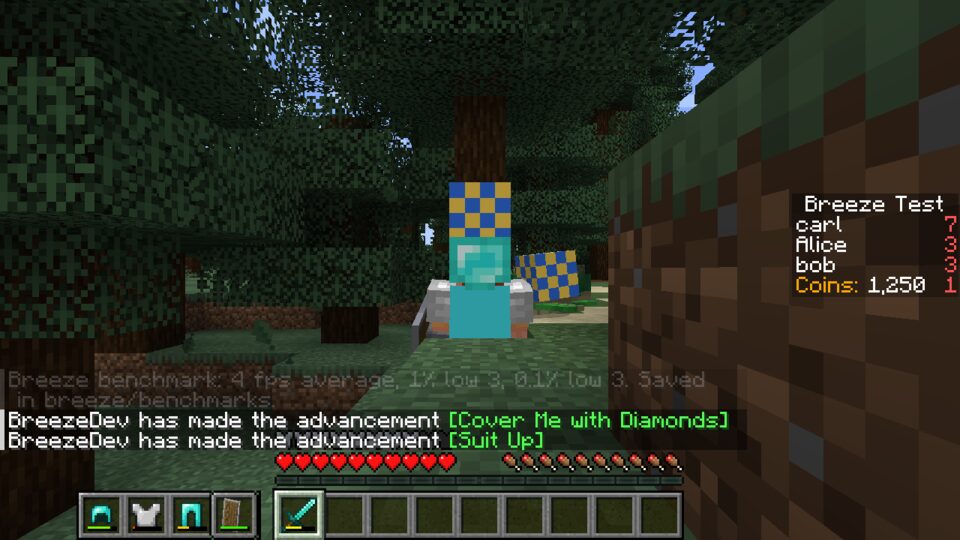 Breeze Test
carl 7
Alice 3
bob 3
Coins: 1,250 1
Breeze benchmark: 4 fps average, 1% low 3, 0.1% low 3. Saved
in breeze/benchmarks
BreezeDev has made the advancement [Cover Me with Diamonds]
BreezeDev has made the advancement [Suit Up]